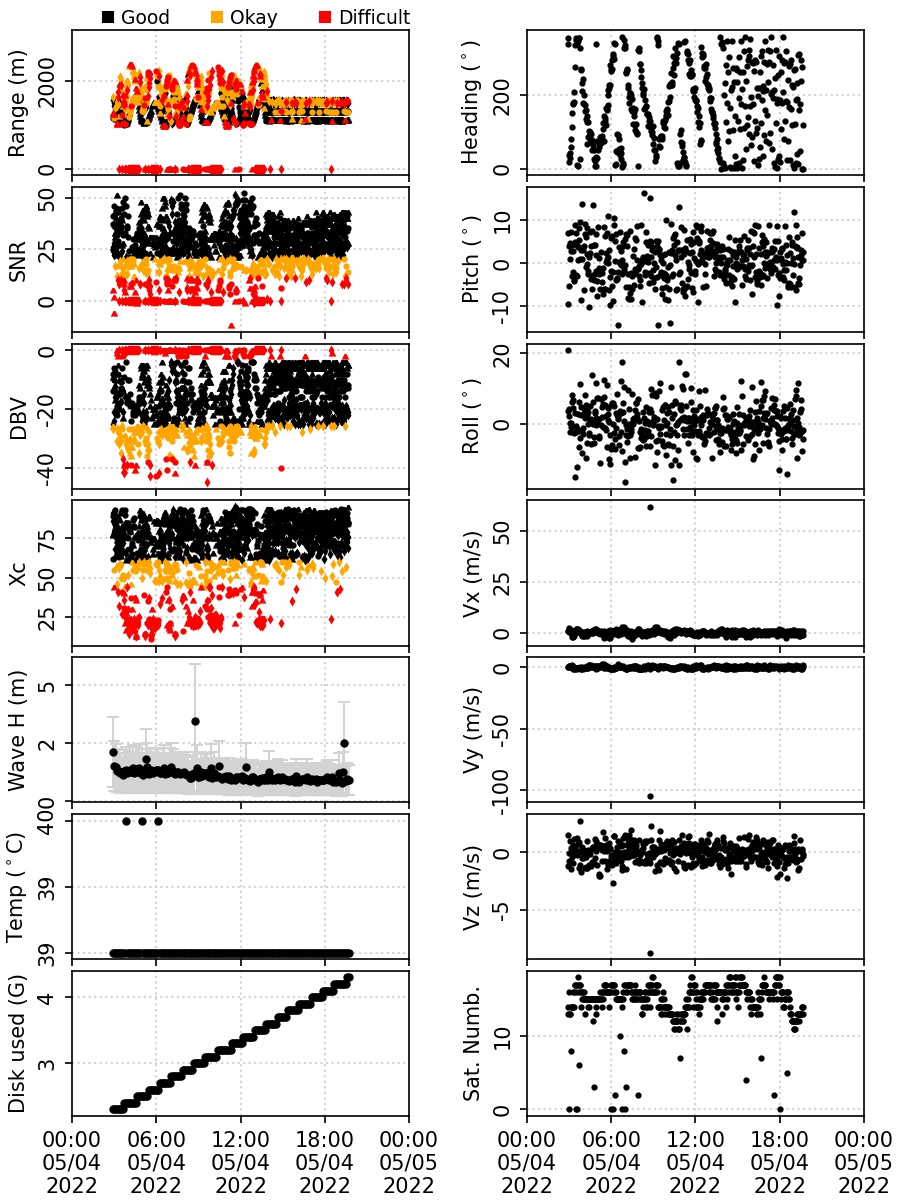 Good Okay Difficult
Range (m)
2000
0
Heading (°)
200
0
SNR
50
25
0
Pitch (°)
10
0
-10
DBV
0
-20
-40
Roll (°)
20
0
Xc
75
50
25
Vx (m/s)
50
25
0
Wave H (m)
5
2
0
Vy (m/s)
0
-50
-100
Temp (°C)
40
39
39
Vz (m/s)
0
-5
Disk used (G)
4
3
Sat. Numb.
10
0
00:00 06:00 12:00 18:00 00:00
05/04 05/04 05/04 05/04 05/05
2022 2022 2022 2022 2022
00:00 06:00 12:00 18:00 00:00
05/04 05/04 05/04 05/04 05/05
2022 2022 2022 2022 2022